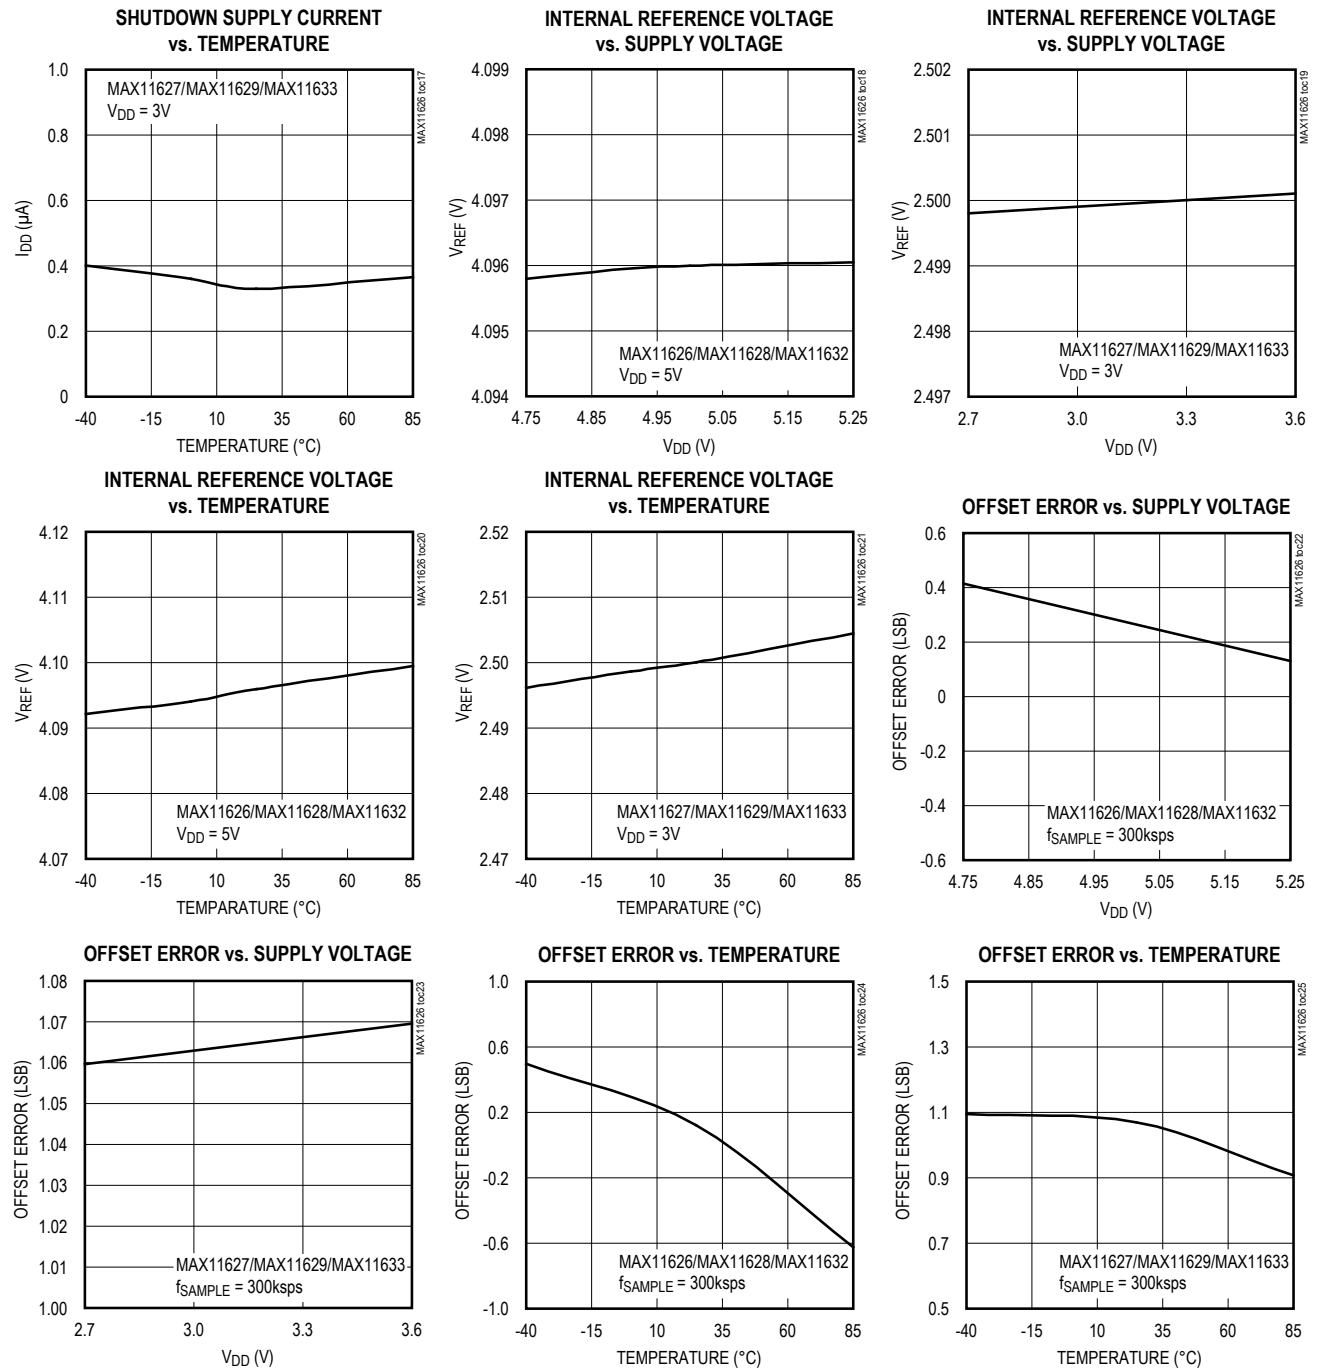 SHUTDOWN SUPPLY CURRENT
vs. TEMPERATURE
1.0
0.8
0.6
0.4
0.2
0
IDD (µA)
MAX11627/MAX11629/MAX11633
VDD = 3V
MAX11626 toc17
-40 -15 10 35 60 85
TEMPERATURE (°C)
INTERNAL REFERENCE VOLTAGE
vs. SUPPLY VOLTAGE
4.099
4.098
4.097
4.096
4.095
4.094
VREF (V)
MAX11626 toc18
MAX11626/MAX11628/MAX11632
VDD = 5V
4.75 4.85 4.95 5.05 5.15 5.25
VDD (V)
INTERNAL REFERENCE VOLTAGE
vs. SUPPLY VOLTAGE
2.502
2.501
2.500
2.499
2.498
2.497
VREF (V)
MAX11626 toc19
MAX11627/MAX11629/MAX11633
VDD = 3V
2.7 3.0 3.3 3.6
VDD (V)
INTERNAL REFERENCE VOLTAGE
vs. TEMPERATURE
4.12
4.11
4.10
4.09
4.08
4.07
VREF (V)
MAX11626 toc20
MAX11626/MAX11628/MAX11632
VDD = 5V
-40 -15 10 35 60 85
TEMPARATURE (°C)
INTERNAL REFERENCE VOLTAGE
vs. TEMPERATURE
2.52
2.51
2.50
2.49
2.48
2.47
VREF (V)
MAX11626 toc21
MAX11627/MAX11629/MAX11633
VDD = 3V
-40 -15 10 35 60 85
TEMPARATURE (°C)
OFFSET ERROR vs. SUPPLY VOLTAGE
0.6
0.4
0.2
0
-0.2
-0.4
-0.6
OFFSET ERROR (LSB)
MAX11626 toc22
MAX11626/MAX11628/MAX11632
fSAMPLE = 300ksps
4.75 4.85 4.95 5.05 5.15 5.25
VDD (V)
OFFSET ERROR vs. SUPPLY VOLTAGE
1.08
1.07
1.06
1.05
1.04
1.03
1.02
1.01
1.00
OFFSET ERROR (LSB)
MAX11626 toc23
MAX11627/MAX11629/MAX11633
fSAMPLE = 300ksps
2.7 3.0 3.3 3.6
VDD (V)
OFFSET ERROR vs. TEMPERATURE
1.0
0.6
0.2
-0.2
-0.6
-1.0
OFFSET ERROR (LSB)
MAX11626 toc24
MAX11626/MAX11628/MAX11632
fSAMPLE = 300ksps
-40 -15 10 35 60 85
TEMPERATURE (°C)
OFFSET ERROR vs. TEMPERATURE
1.5
1.3
1.1
0.9
0.7
0.5
OFFSET ERROR (LSB)
MAX11626 toc25
MAX11627/MAX11629/MAX11633
fSAMPLE = 300ksps
-40 -15 10 35 60 85
TEMPERATURE (°C)